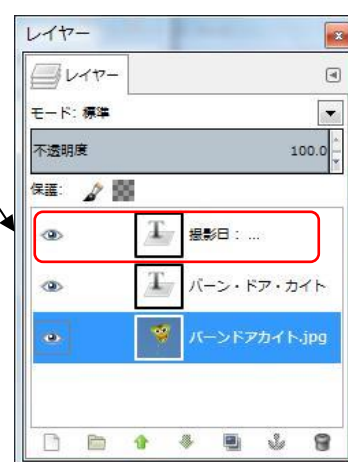 レイヤー
レイヤー
モード: 標準
不透明度 100.0
保護:
撮影日： ...
バーン・ドア・カイト
バーンドアカイト.jpg